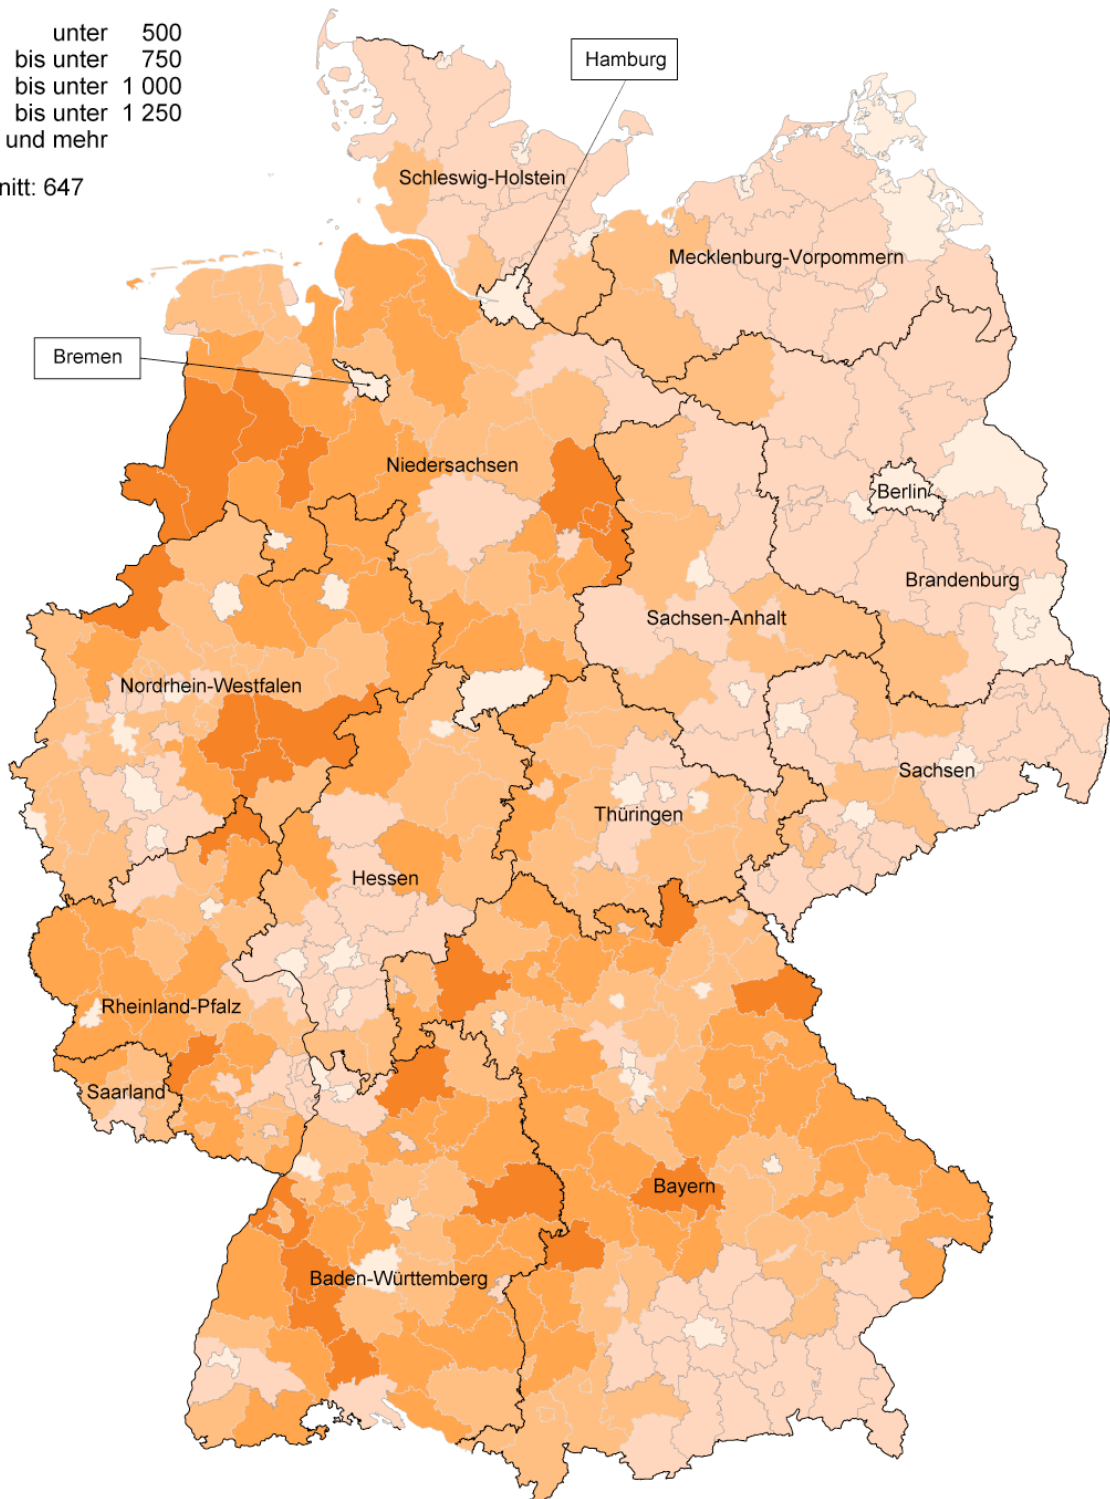 unter 500
bis unter 750
bis unter 1 000
bis unter 1 250
und mehr
nitt: 647
Hamburg
Schleswig-Holstein
Mecklenburg-Vorpommern
Bremen
Niedersachsen
Berlin
Brandenburg
Sachsen-Anhalt
Nordrhein-Westfalen
Sachsen
Thüringen
Hessen
Rheinland-Pfalz
Saarland
Bayern
Baden-Württemberg